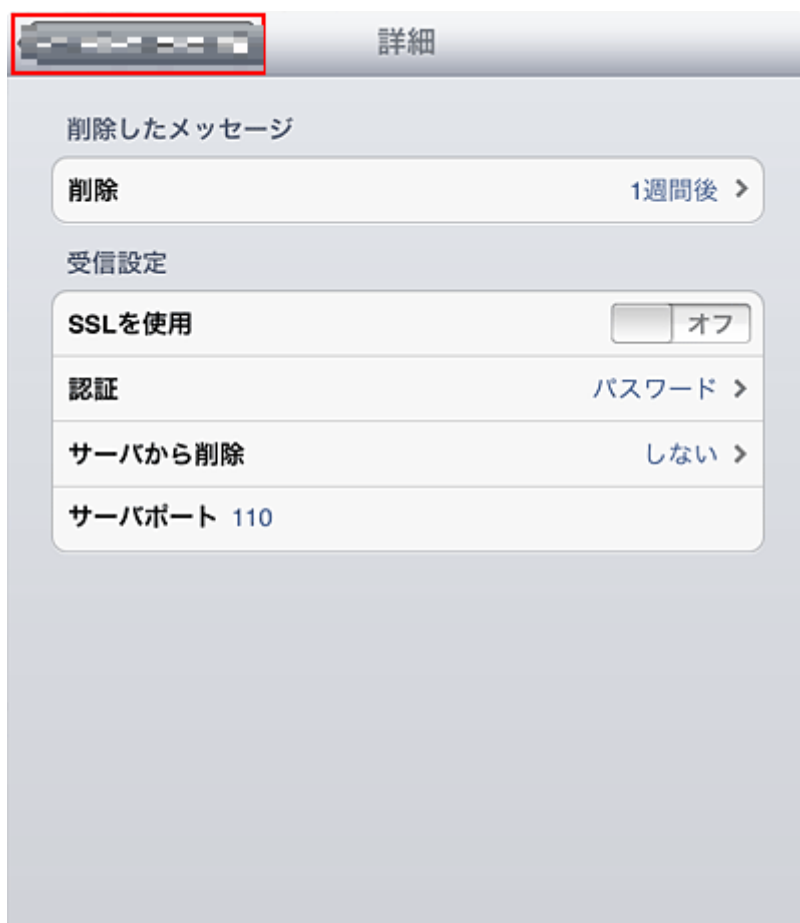 詳細
削除したメッセージ
削除 1週間後
受信設定
SSLを使用 オフ
認証 パスワード
サーバから削除 しない
サーバポート 110